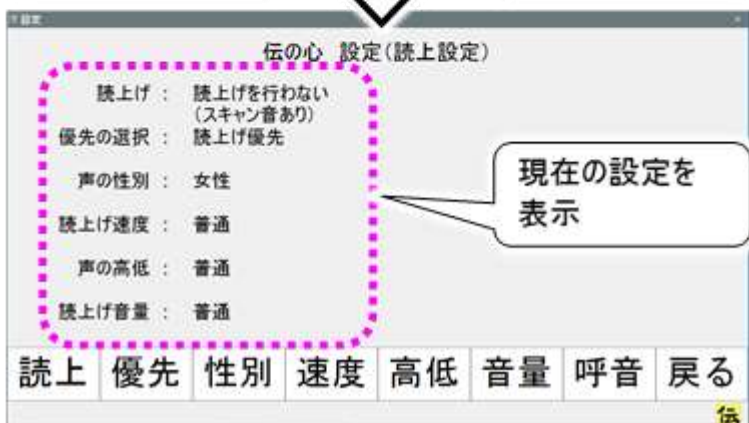 設定
伝の心 設定(読上設定)
読上げ : 読上げを行わない
(スキャン音あり)
優先の選択 : 読上げ優先
声の性別 : 女性
読上げ速度 : 普通
声の高低 : 普通
読上げ音量 : 普通
現在の設定を
表示
読上 優先 性別 速度 高低 音量 呼音 戻る
伝